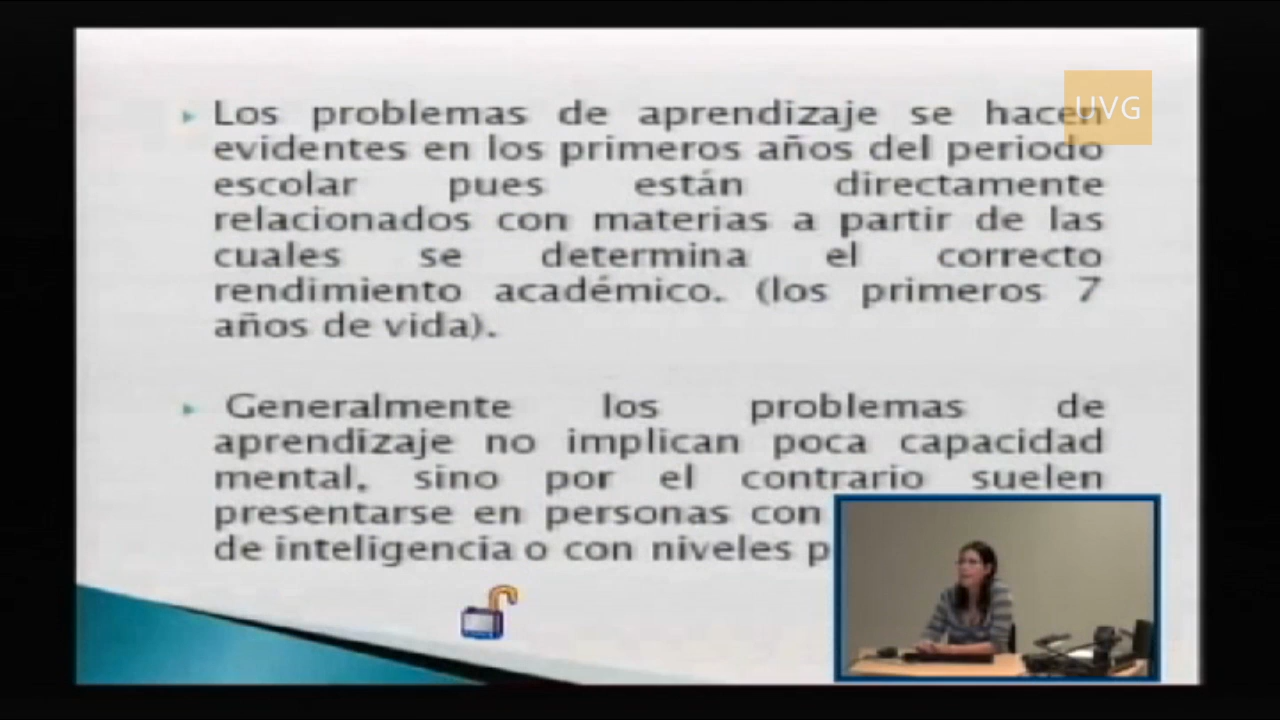 Los problemas de aprendizaje se hacen
UVG
evidentes en los primeros años del periodo
escolar pues están directamente
relacionados con materias a partir de las
cuales se determina el correcto
rendimiento académico. (los primeros 7
años de vida).
Generalmente los problemas de
aprendizaje no implican poca capacidad
mental, sino por el contrario suelen
presentarse en personas con
de inteligencia o con niveles